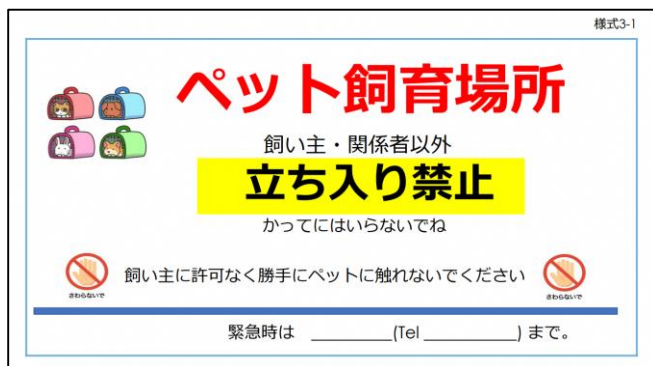 様式3-1
ペット飼育場所
飼い主・関係者以外
立ち入り禁止
かってにはいらないでね
さわらないで
飼い主に許可なく勝手にペットに触れないでください
さわらないで
緊急時は _________(Tel __________) まで。